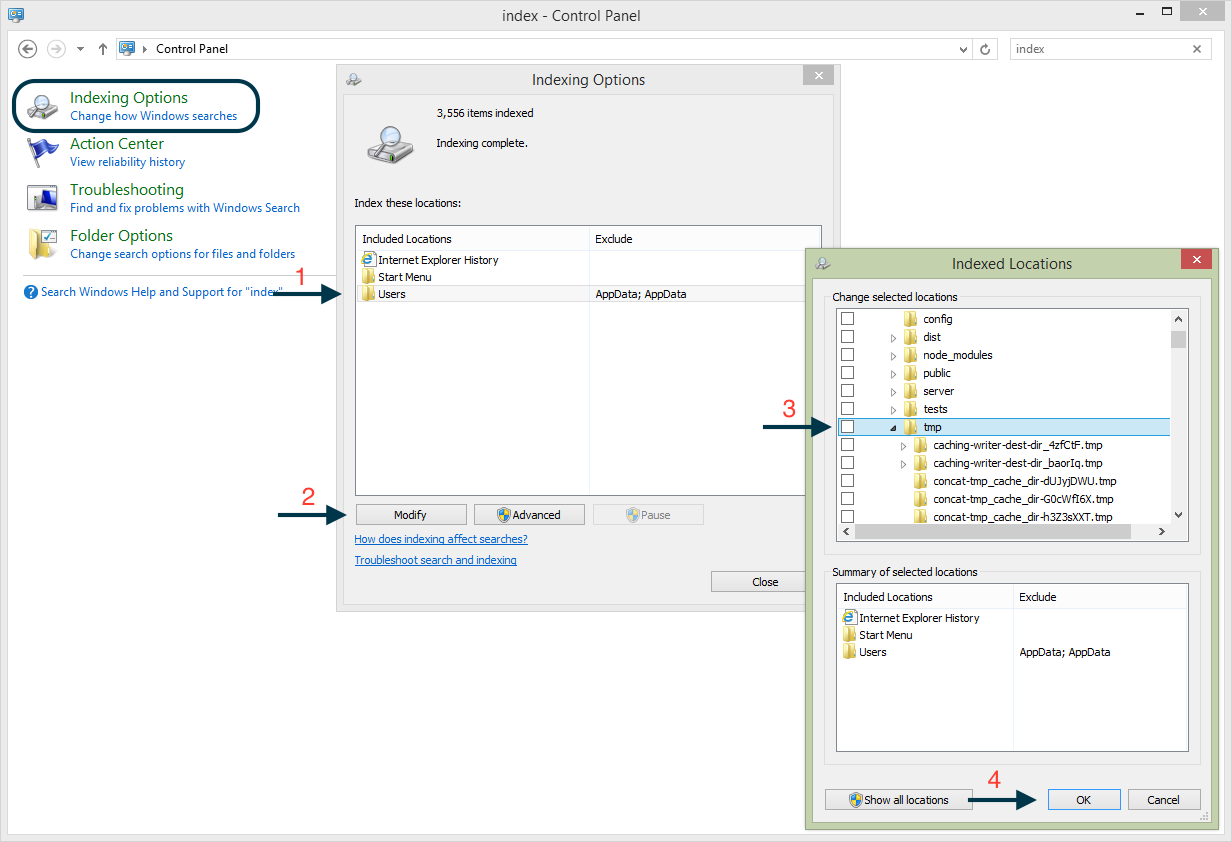 index - Control Panel
Control Panel
index
Indexing Options
Change how Windows searches
Action Center
View reliability history
Troubleshooting
Find and fix problems with Windows Search
Folder Options
Change search options for files and folders
Search Windows Help and Support for "index"
1
Indexing Options
3,556 items indexed
Indexing complete.
Index these locations:
Included Locations Exclude
Internet Explorer History
Start Menu
Users AppData; AppData
2
Modify Advanced Pause
How does indexing affect searches?
Troubleshoot search and indexing
Close
Indexed Locations
Change selected locations
config
dist
node_modules
public
server
tests
3
tmp
caching-writer-dest-dir_4zfCtF.tmp
caching-writer-dest-dir_baorIq.tmp
concat-tmp_cache_dir-dUJyjDWU.tmp
concat-tmp_cache_dir-G0cWfI6X.tmp
concat-tmp_cache_dir-h3Z3sXXT.tmp
Summary of selected locations
Included Locations Exclude
Internet Explorer History
Start Menu
Users AppData; AppData
4
Show all locations OK Cancel